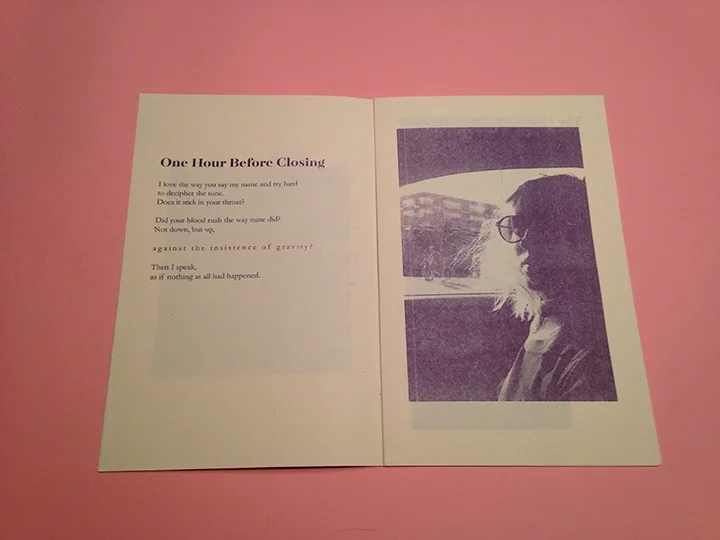 One Hour Before Closing
I love the way you say my name and try hard
to decipher the tone.
Does it stick in your throat?
Did your blood rush the way mine did?
Not down, but up,
against the insistence of gravity?
Then I speak,
as if nothing at all had happened.